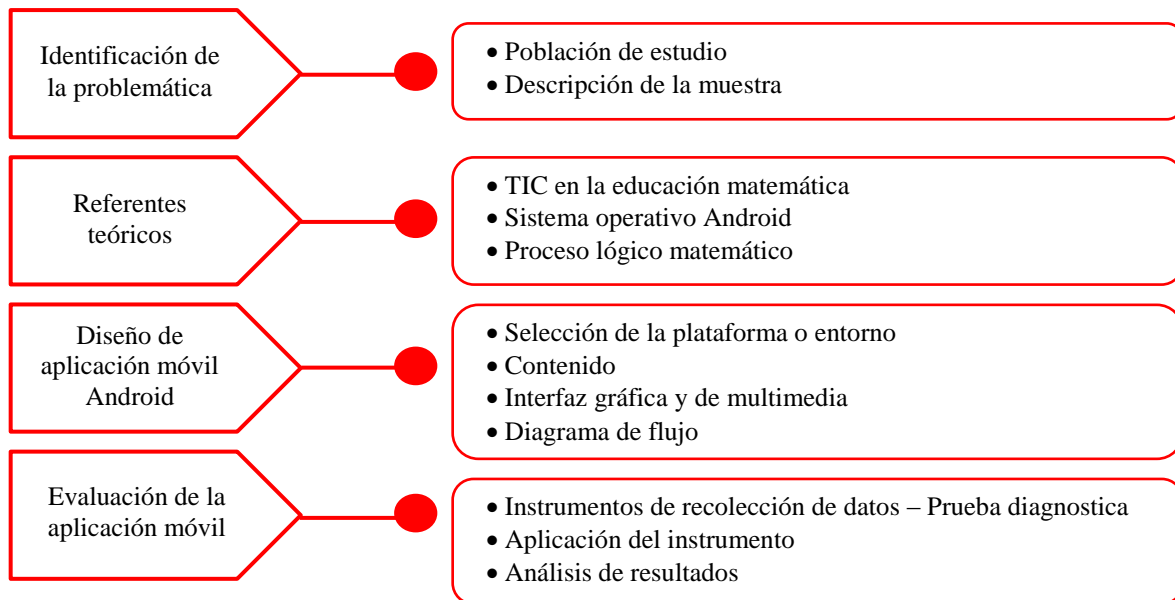 Identificación de
la problemática
• Población de estudio
• Descripción de la muestra
Referentes
teóricos
• TIC en la educación matemática
• Sistema operativo Android
• Proceso lógico matemático
Diseño de
aplicación móvil
Android
• Selección de la plataforma o entorno
• Contenido
• Interfaz gráfica y de multimedia
• Diagrama de flujo
Evaluación de la
aplicación móvil
• Instrumentos de recolección de datos – Prueba diagnostica
• Aplicación del instrumento
• Análisis de resultados